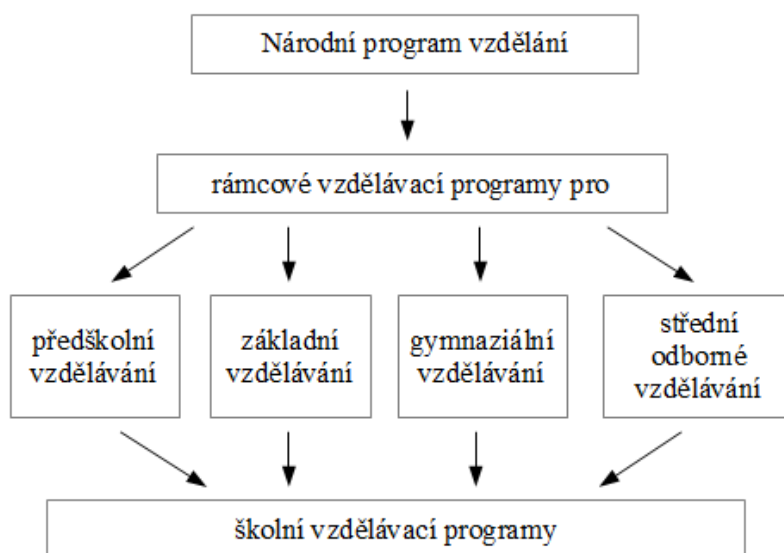 Národní program vzdělání
rámcové vzdělávací programy pro
předškolní
vzdělávání
základní
vzdělávání
gymnaziální
vzdělávání
střední
odborné
vzdělávání
školní vzdělávací programy